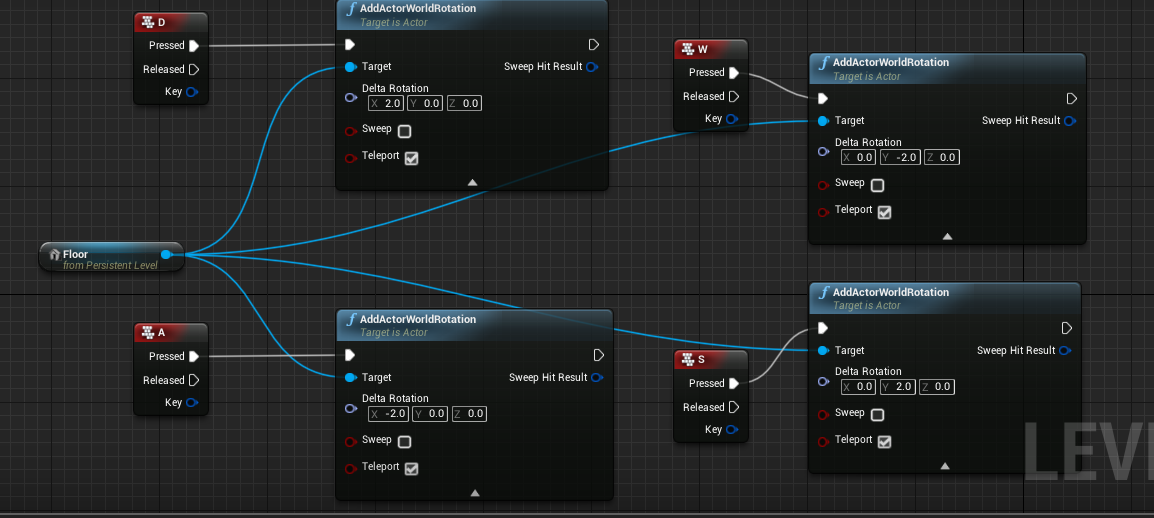 D
Pressed
Released
Key
AddActorWorldRotation
Target is Actor
Target
Sweep Hit Result
Delta Rotation
X 2.0 Y 0.0 Z 0.0
Sweep
Teleport
W
Pressed
Released
Key
AddActorWorldRotation
Target is Actor
Target
Sweep Hit Result
Delta Rotation
X 0.0 Y -2.0 Z 0.0
Sweep
Teleport
Floor
from Persistent Level
A
Pressed
Released
Key
AddActorWorldRotation
Target is Actor
Target
Sweep Hit Result
Delta Rotation
X -2.0 Y 0.0 Z 0.0
Sweep
Teleport
S
Pressed
Released
Key
AddActorWorldRotation
Target is Actor
Target
Sweep Hit Result
Delta Rotation
X 0.0 Y 2.0 Z 0.0
Sweep
Teleport